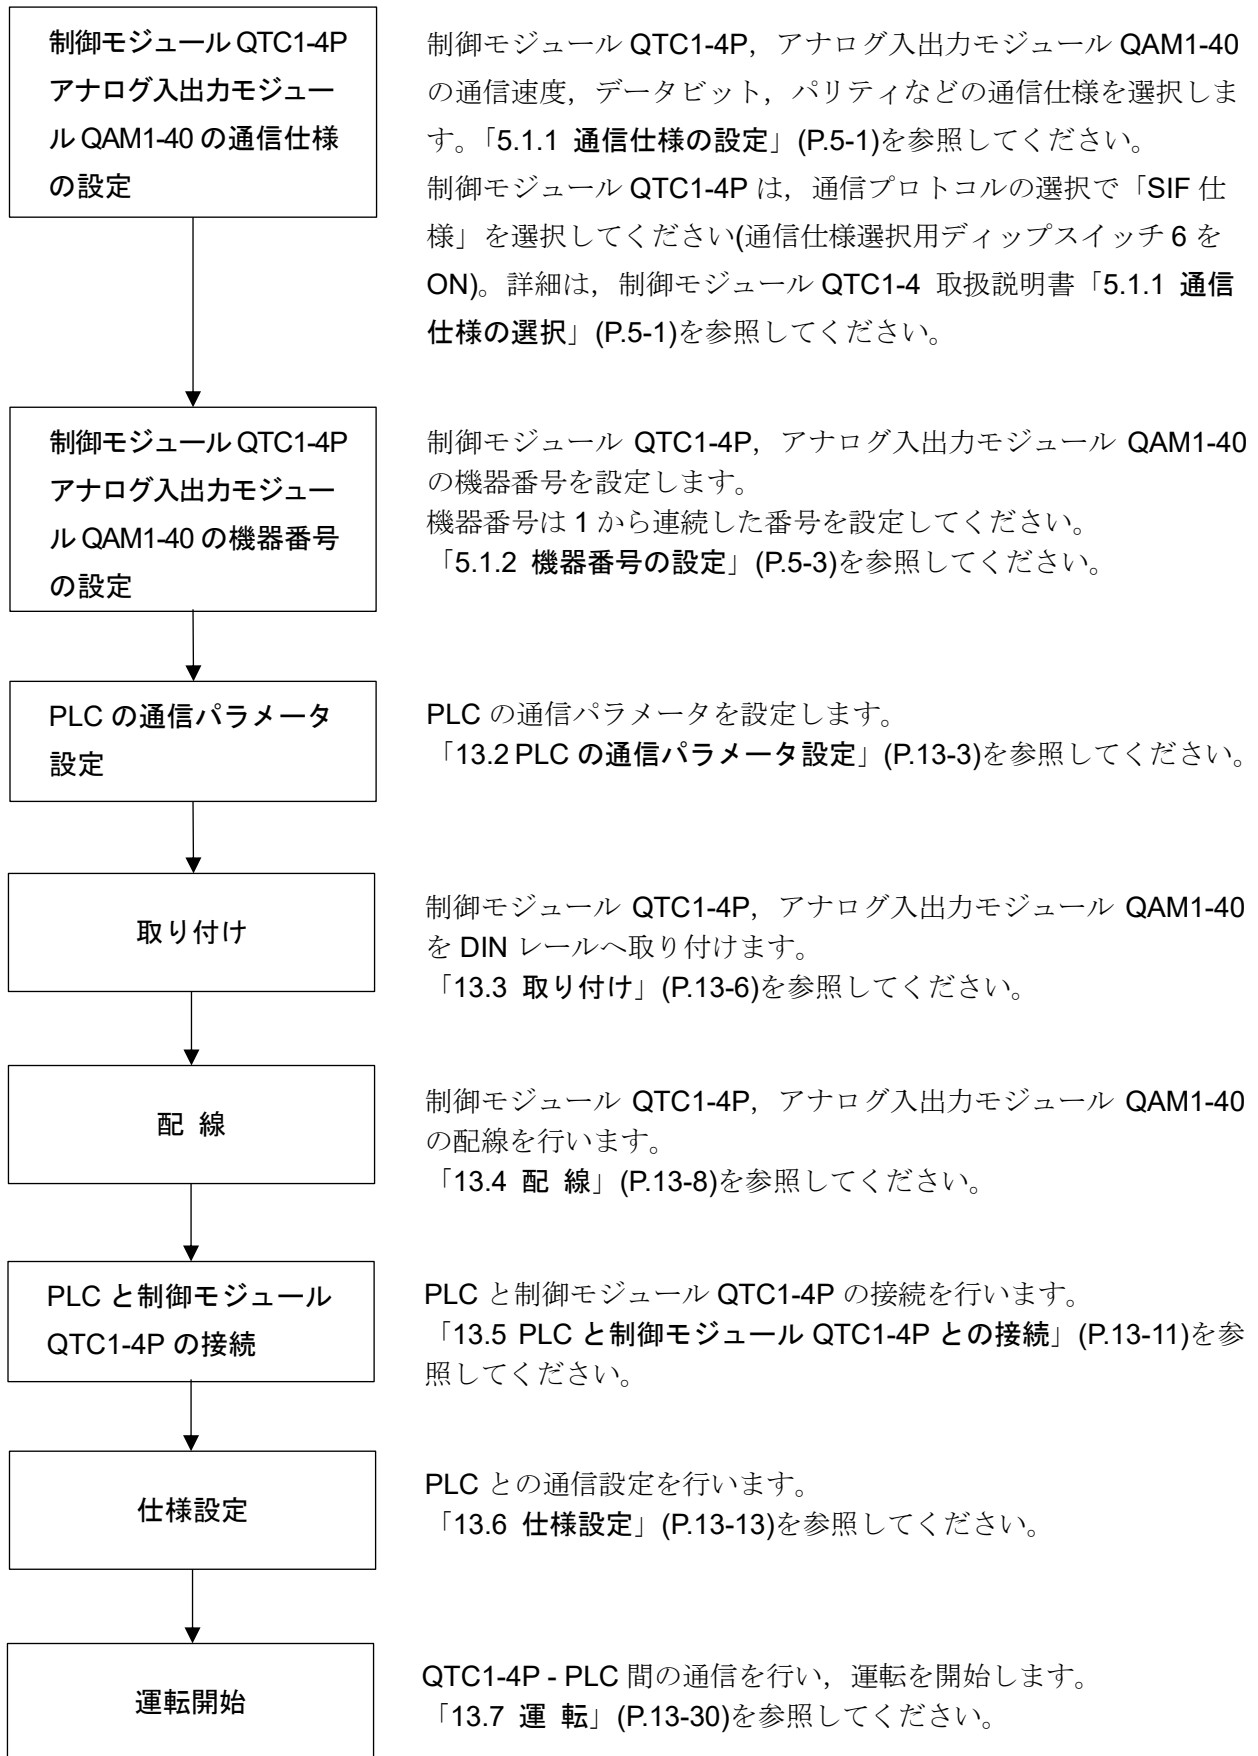 制御モジュール QTC1-4P
アナログ入出力モジュー
ル QAM1-40 の通信仕様
の設定
制御モジュール QTC1-4P，アナログ入出力モジュール QAM1-40
の通信速度，データビット，パリティなどの通信仕様を選択しま
す。「5.1.1 通信仕様の設定」(P.5-1)を参照してください。
制御モジュール QTC1-4P は，通信プロトコルの選択で「SIF 仕
様」を選択してください(通信仕様選択用ディップスイッチ 6 を
ON)。詳細は，制御モジュール QTC1-4 取扱説明書「5.1.1 通信
仕様の選択」(P.5-1)を参照してください。
制御モジュール QTC1-4P
アナログ入出力モジュー
ル QAM1-40 の機器番号
の設定
制御モジュール QTC1-4P，アナログ入出力モジュール QAM1-40
の機器番号を設定します。
機器番号は 1 から連続した番号を設定してください。
「5.1.2 機器番号の設定」(P.5-3)を参照してください。
PLC の通信パラメータ
設定
PLC の通信パラメータを設定します。
「13.2 PLC の通信パラメータ設定」(P.13-3)を参照してください。
取り付け
制御モジュール QTC1-4P，アナログ入出力モジュール QAM1-40
を DIN レールへ取り付けます。
「13.3 取り付け」(P.13-6)を参照してください。
配 線
制御モジュール QTC1-4P，アナログ入出力モジュール QAM1-40
の配線を行います。
「13.4 配 線」(P.13-8)を参照してください。
PLC と制御モジュール
QTC1-4P の接続
PLC と制御モジュール QTC1-4P の接続を行います。
「13.5 PLC と制御モジュール QTC1-4P との接続」(P.13-11)を参
照してください。
仕様設定
PLC との通信設定を行います。
「13.6 仕様設定」(P.13-13)を参照してください。
運転開始
QTC1-4P - PLC 間の通信を行い，運転を開始します。
「13.7 運 転」(P.13-30)を参照してください。